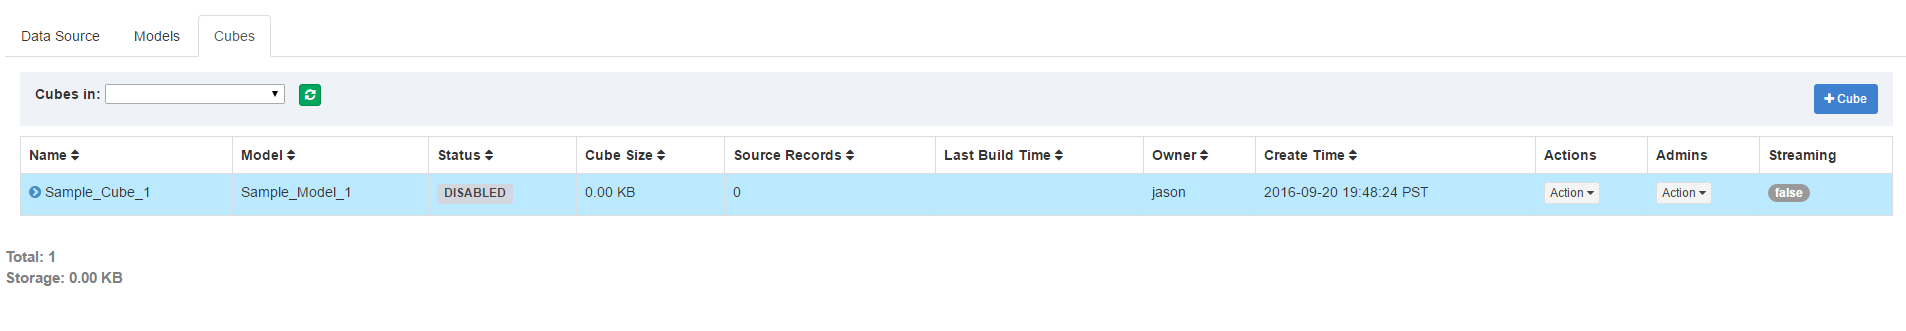 Data Source Models Cubes
Cubes in: Cube
Name Model Status Cube Size Source Records Last Build Time Owner Create Time Actions Admins Streaming
Sample_Cube_1 Sample_Model_1 DISABLED 0.00 KB 0 jason 2016-09-20 19:48:24 PST Action Action false
Total: 1
Storage: 0.00 KB